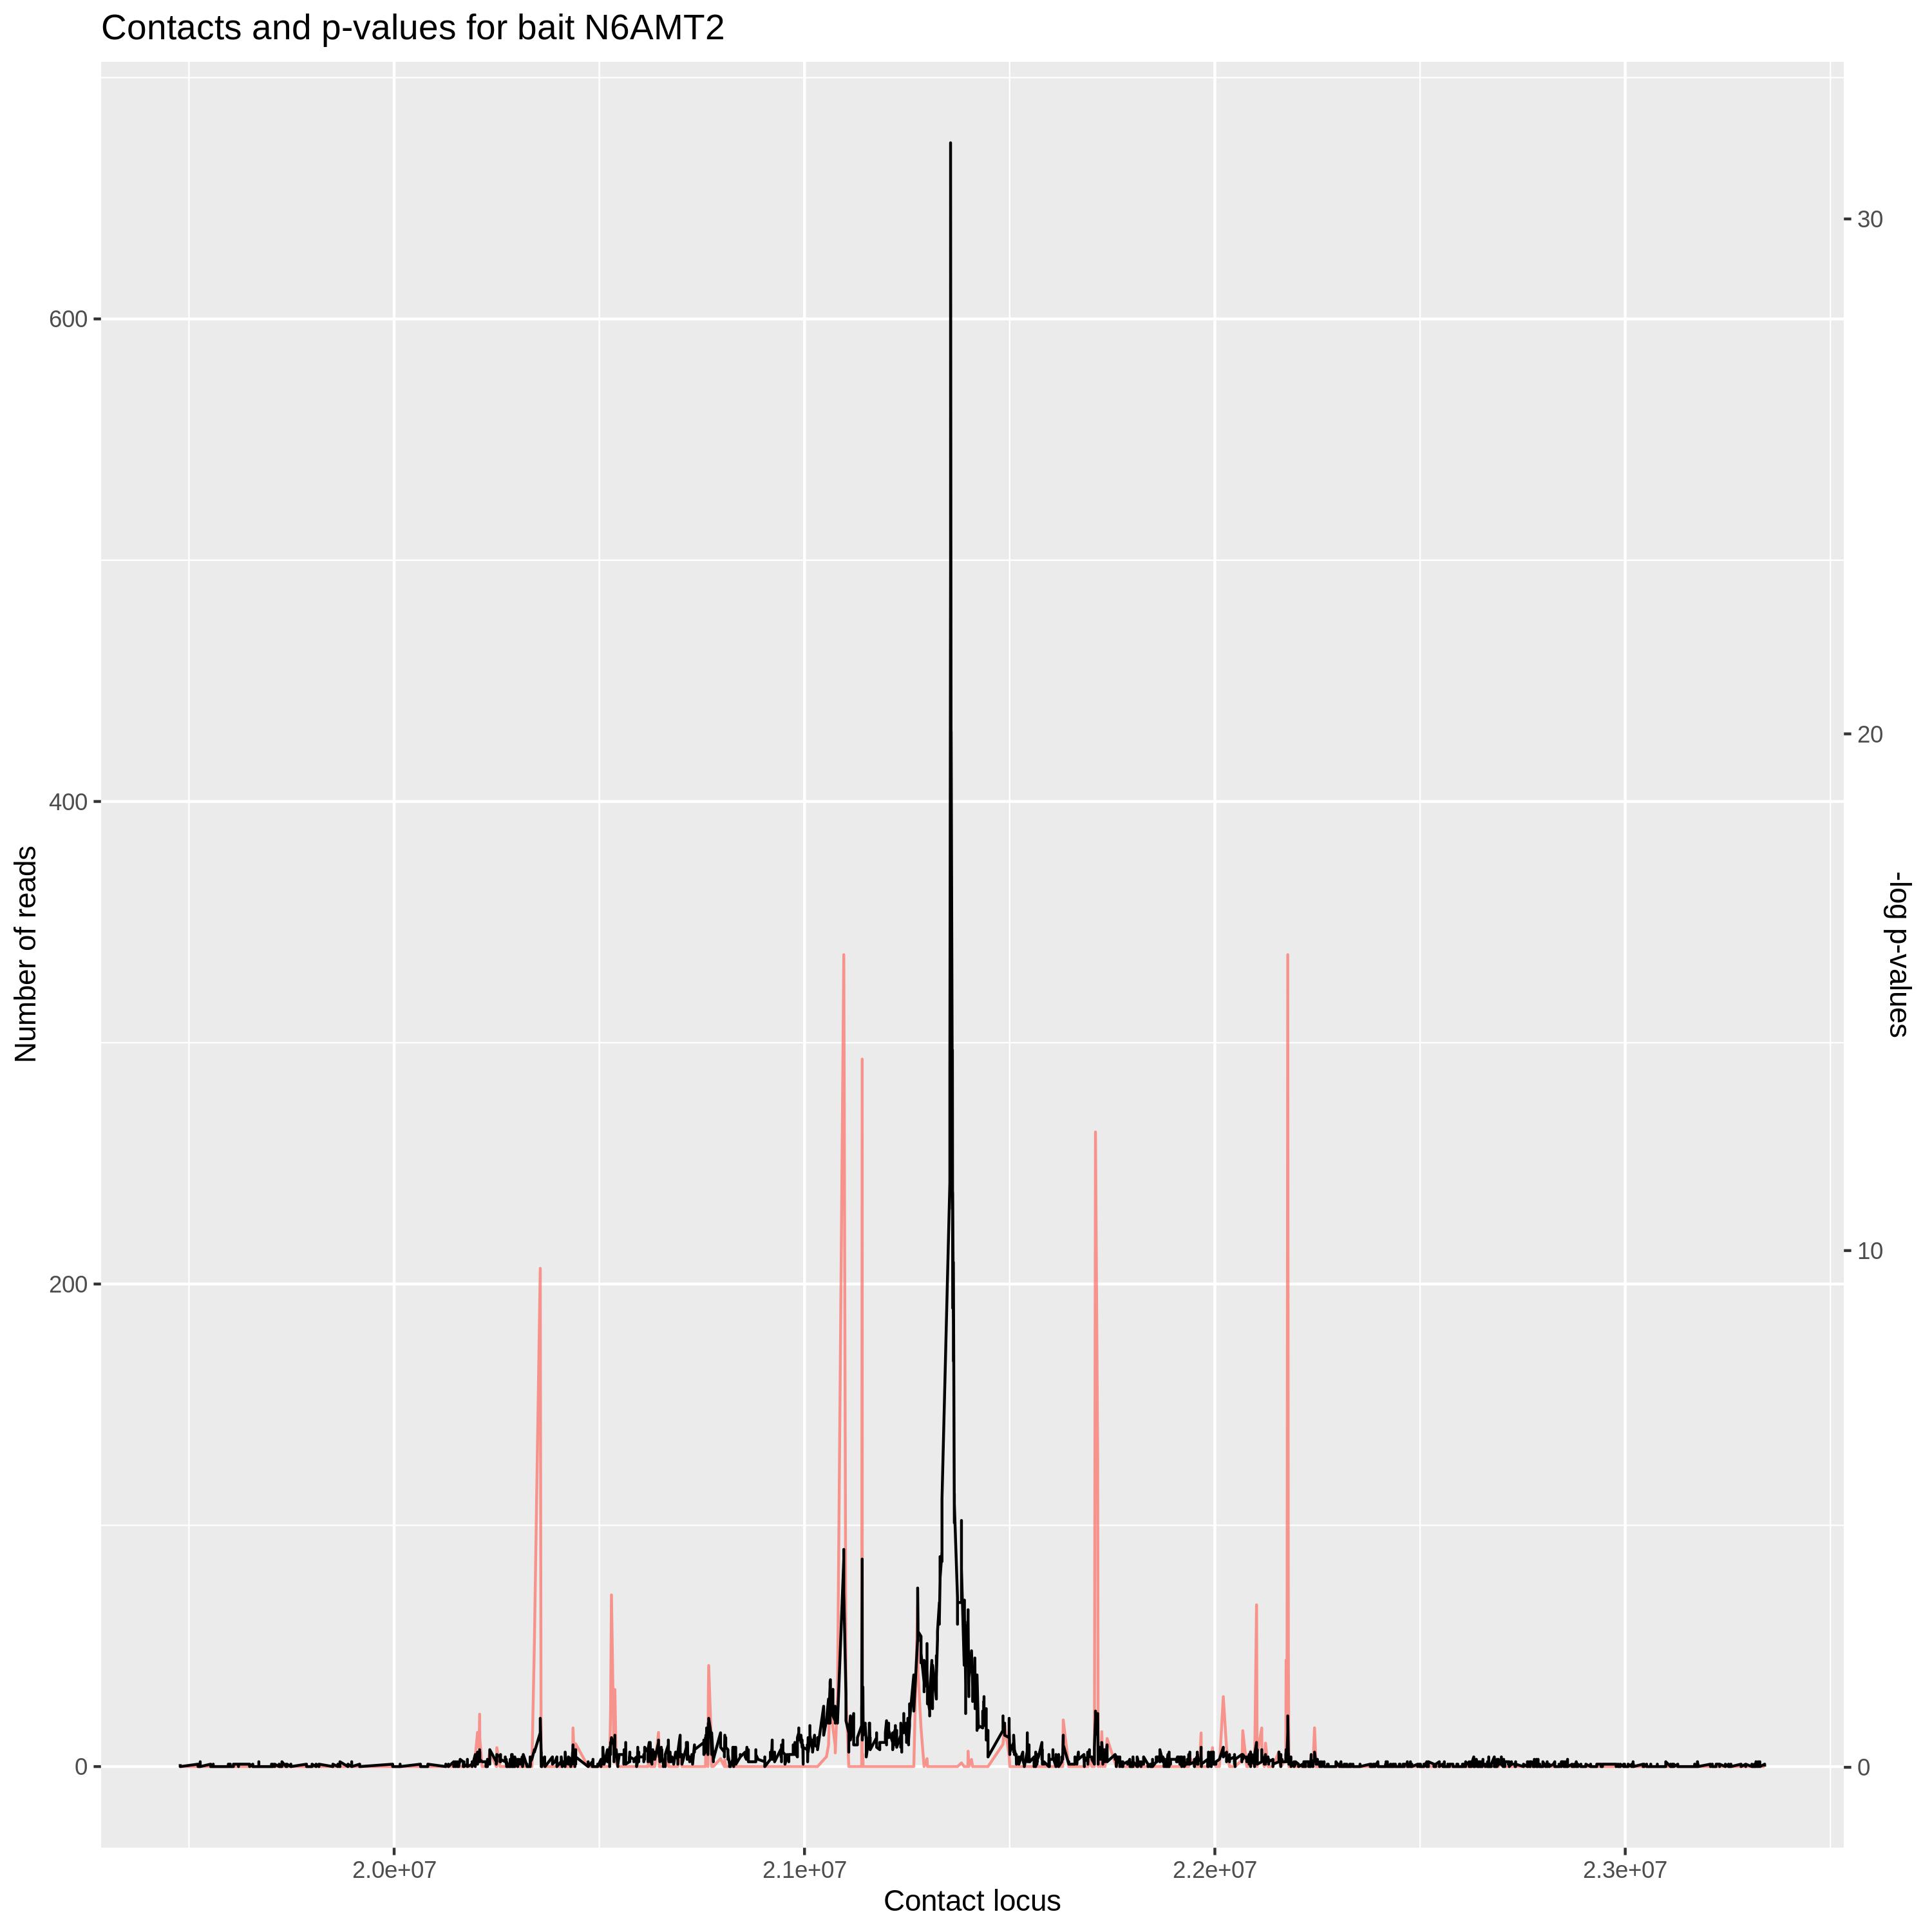 Contacts and p-values for bait N6AMT2
600
400
200
0
30
20
10
0
Number of reads
-log p-values
2.0e+07
2.1e+07
2.2e+07
2.3e+07
Contact locus